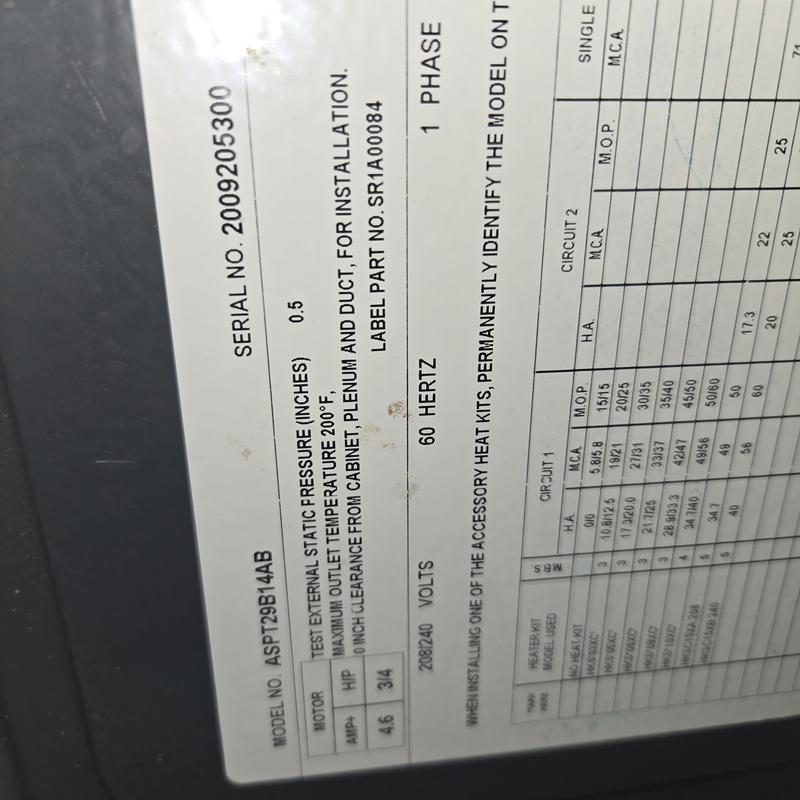 MODEL NO. ASPT29B14AB SERIAL NO. 2009205300
MOTOR
AMP+ H/P
4.6 3/4
TEST EXTERNAL STATIC PRESSURE (INCHES) 0.5
MAXIMUM OUTLET TEMPERATURE 200°F,
0 INCH CLEARANCE FROM CABINET, PLENUM AND DUCT, FOR INSTALLATION.
LABEL PART NO. SR1A00084
208/240 VOLTS 60 HERTZ 1 PHASE
WHEN INSTALLING ONE OF THE ACCESSORY HEAT KITS, PERMANENTLY IDENTIFY THE MODEL ON T
CIRCUIT 1 CIRCUIT 2 SINGLE
HEATER KIT
MODEL USED
H.A. M.C.A. M.O.P. H.A. M.C.A. M.O.P. M.C.A.
NO HEAT KIT 0/0 5.8/5.8 15/15
3 10.8/12.5 19/21 20/25
3 17.3/20.0 27/31 30/35
3 21.7/25 33/37 35/40
3 28.9/33.3 42/47 45/50
4 34.7/40 49/56 50/60
5 34.7 49 50 17.3 22 25
5 40 56 60 20 25
71